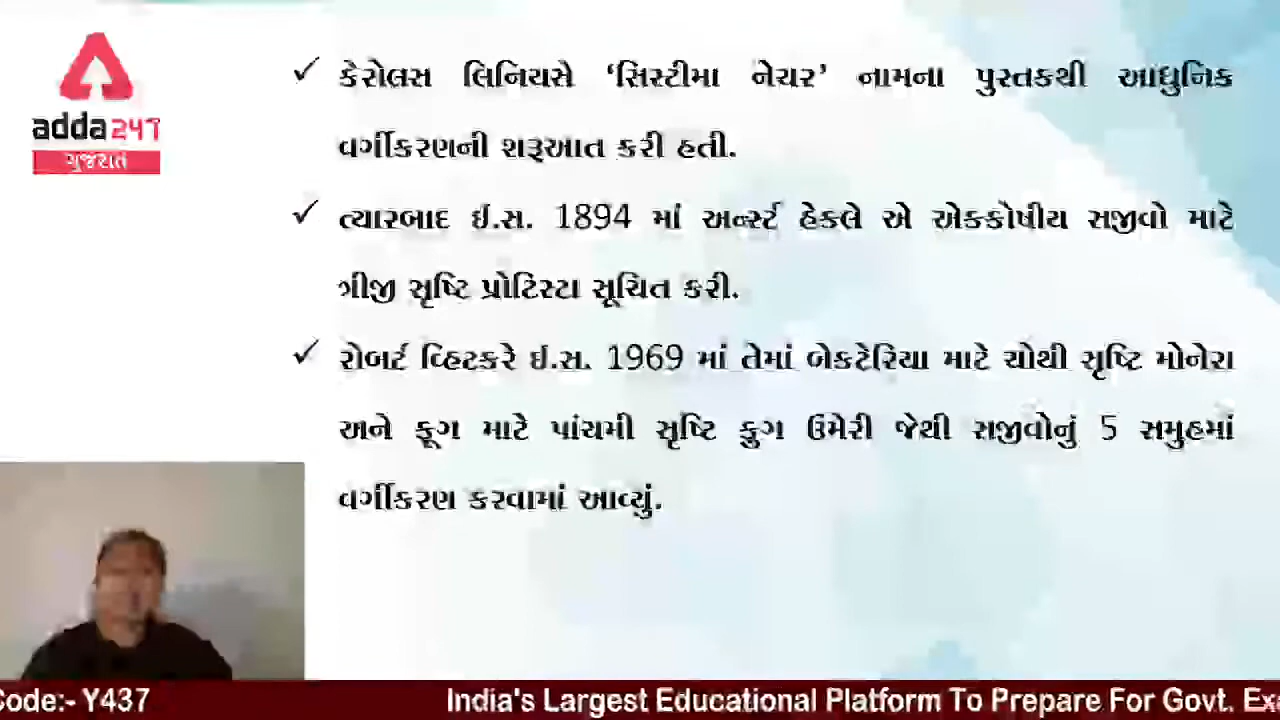 adda247
ગુજરાત
✓ કેરોલસ લિનિયસે ‘સિસ્ટીમા નેચર’ નામના પુસ્તકથી આધુનિક
વર્ગીકરણની શરૂઆત કરી હતી.
✓ ત્યારબાદ ઈ.સ. 1894 માં અર્ન્સ્ટ હેકલે એ એકકોષીય સજીવો માટે
ત્રીજી સૃષ્ટિ પ્રોટિસ્ટા સૂચિત કરી.
✓ રોબર્ટ વ્હિટકરે ઈ.સ. 1969 માં તેમાં બેકટેરિયા માટે ચોથી સૃષ્ટિ મોનેરા
અને ફૂગ માટે પાંચમી સૃષ્ટિ ફુગ ઉમેરી જેથી સજીવોનું 5 સમુહમાં
વર્ગીકરણ કરવામાં આવ્યું.
Code:- Y437 India's Largest Educational Platform To Prepare For Govt.